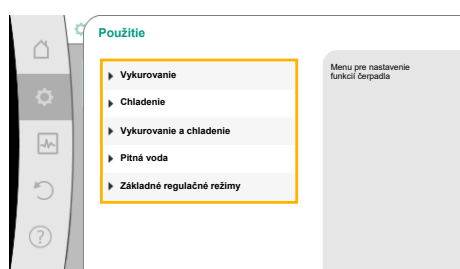 Použitie
Vykurovanie
Chladenie
Vykurovanie a chladenie
Pitná voda
Základné regulačné režimy
Menu pre nastavenie
funkcií čerpadla